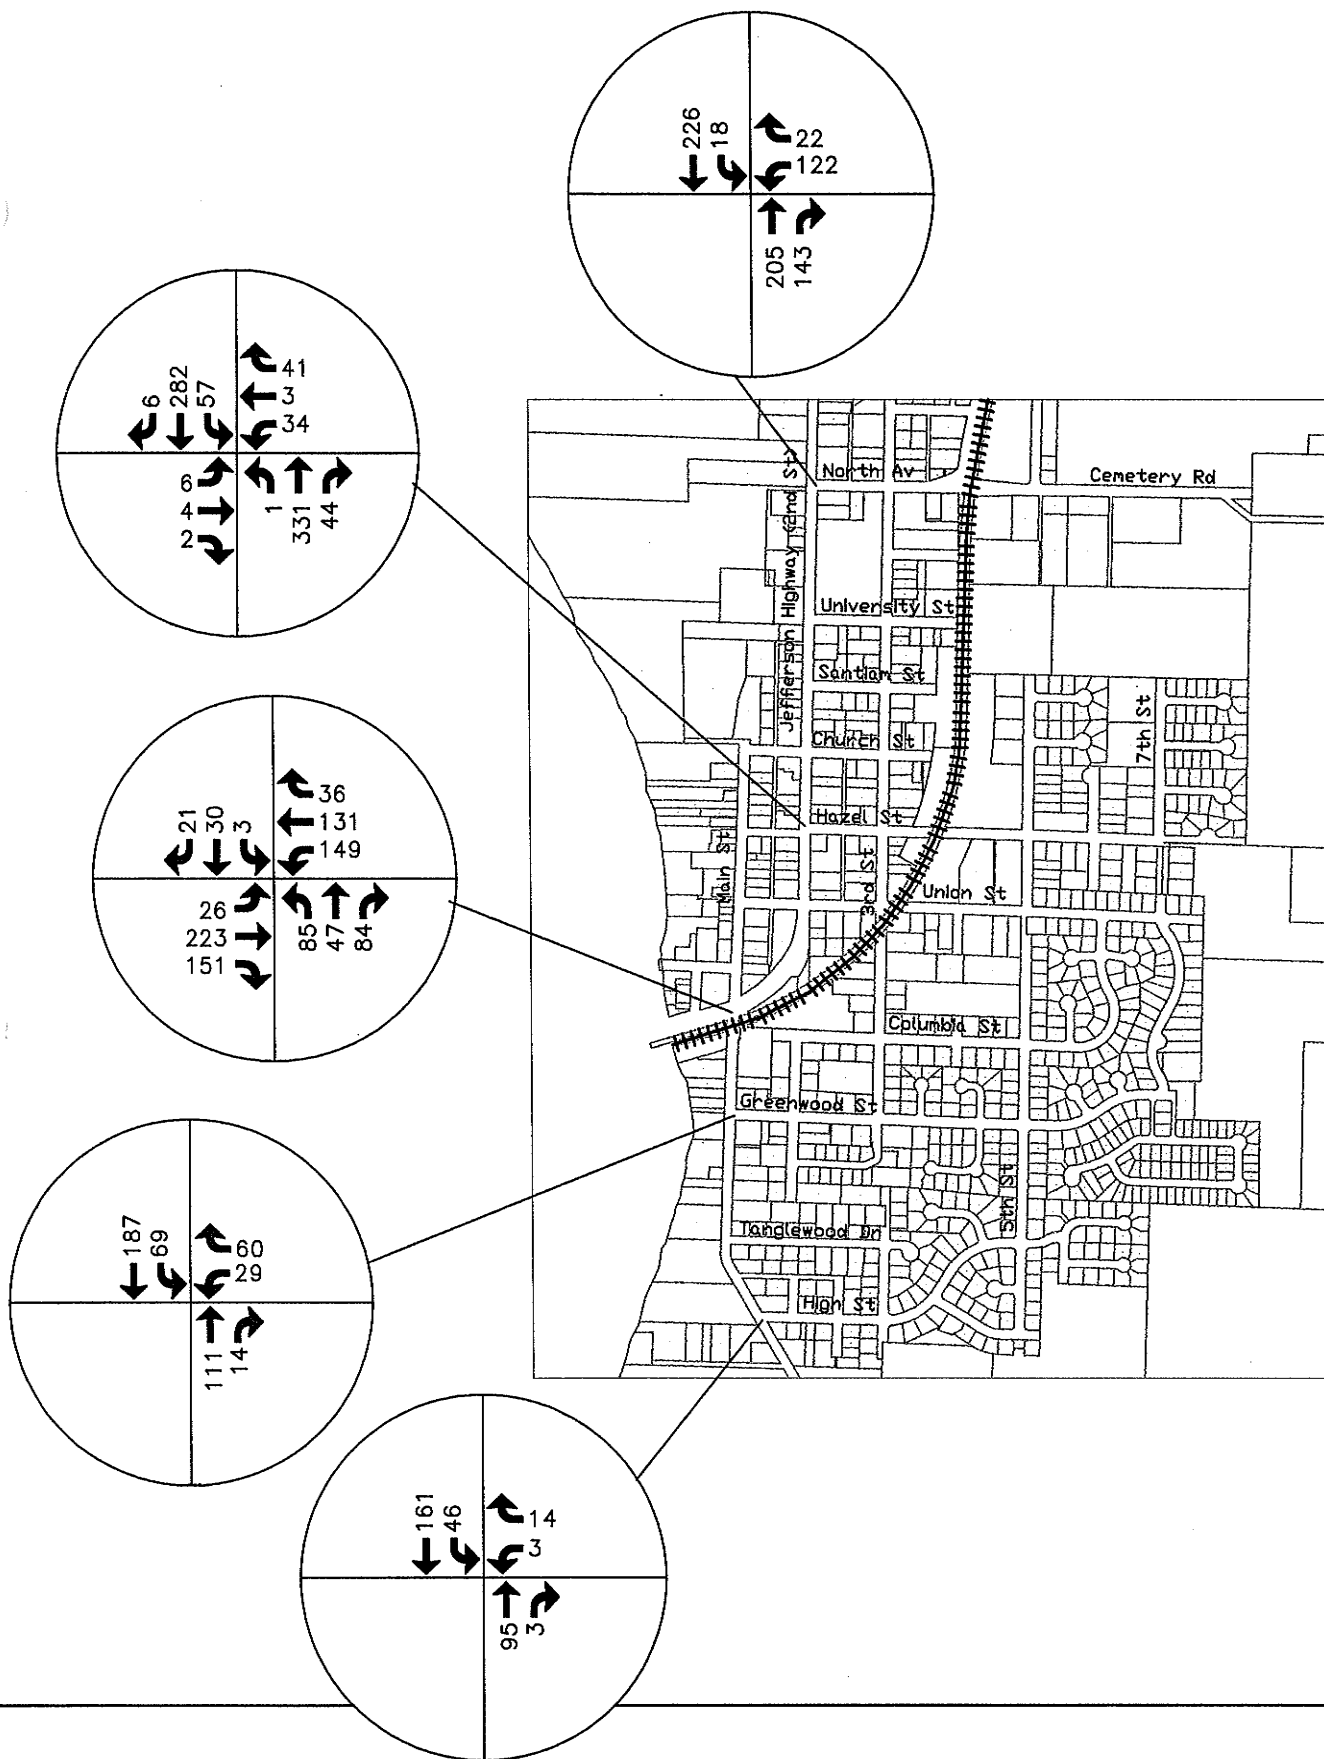 226
18
22
122
205
143
6
282
57
41
3
34
6
4
2
1
331
44
21
30
3
36
131
149
26
223
151
85
47
84
187
69
60
29
111
14
161
46
14
3
95
3
North Av
Cemetery Rd
Jefferson Highway (2nd St)
University St
Santiam St
7th St
Church St
Hazel St
Main St
3rd St
Union St
Columbia St
Greenwood St
5th St
Tanglewood Dr
High St